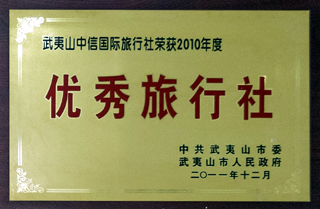 武夷山中信国际旅行社荣获2010年度
优秀旅行社
中共武夷山市委
武夷山市人民政府
二〇一一年十二月